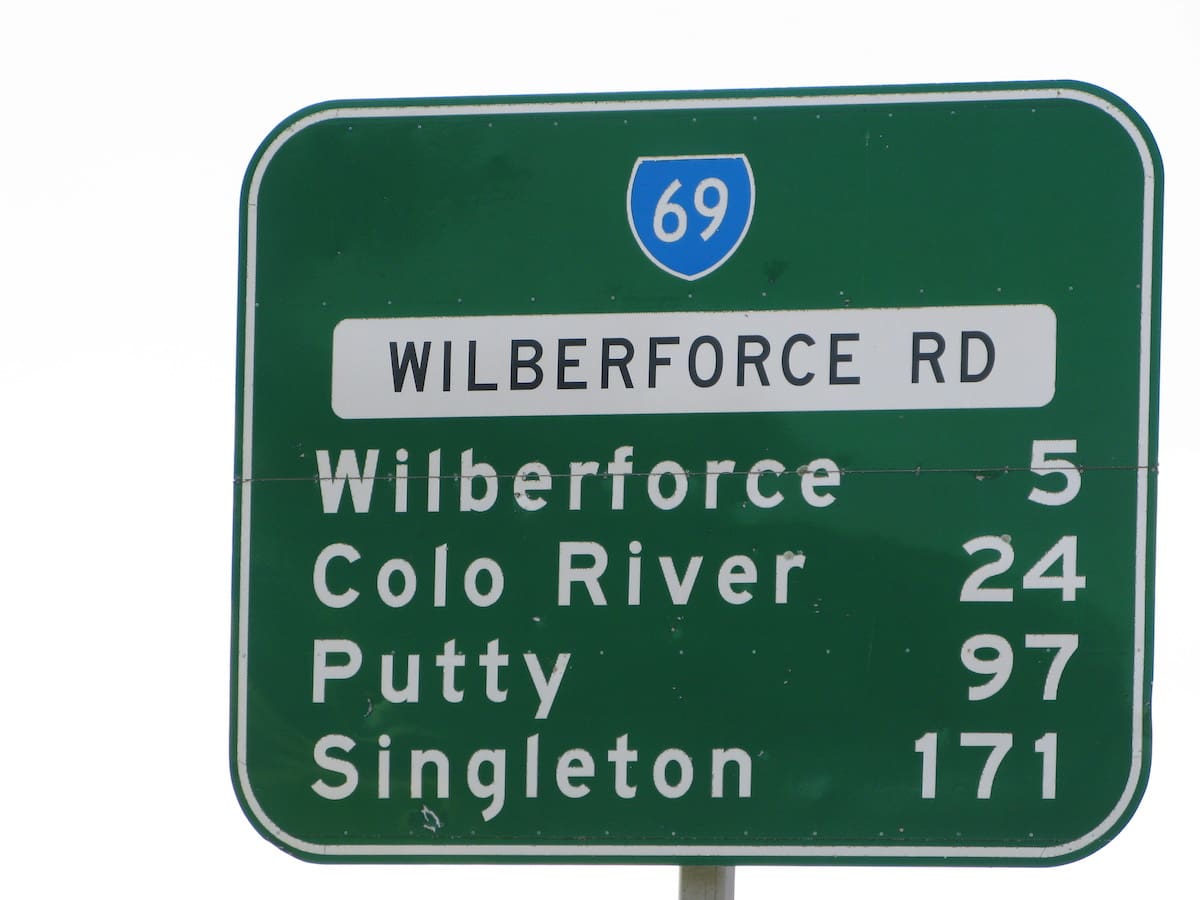 69
WILBERFORCE RD
Wilberforce 5
Colo River 24
Putty 97
Singleton 171